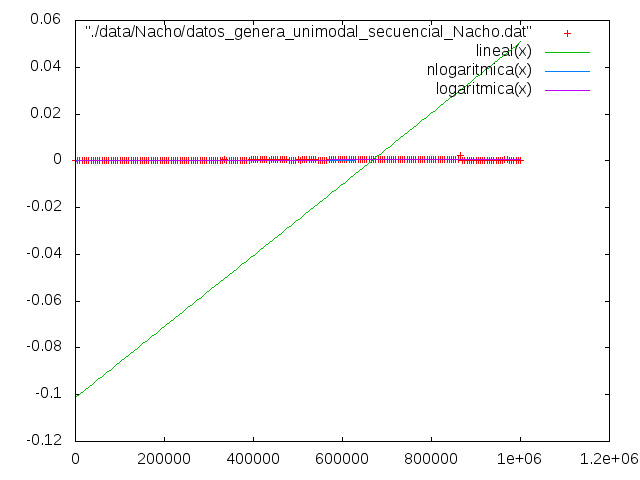 0.06
0.04
0.02
0
-0.02
-0.04
-0.06
-0.08
-0.1
-0.12
0
200000
400000
600000
800000
1e+06
1.2e+06
"./data/Nacho/datos_genera_unimodal_secuencial_Nacho.dat"
lineal(x)
nlogaritmica(x)
logaritmica(x)